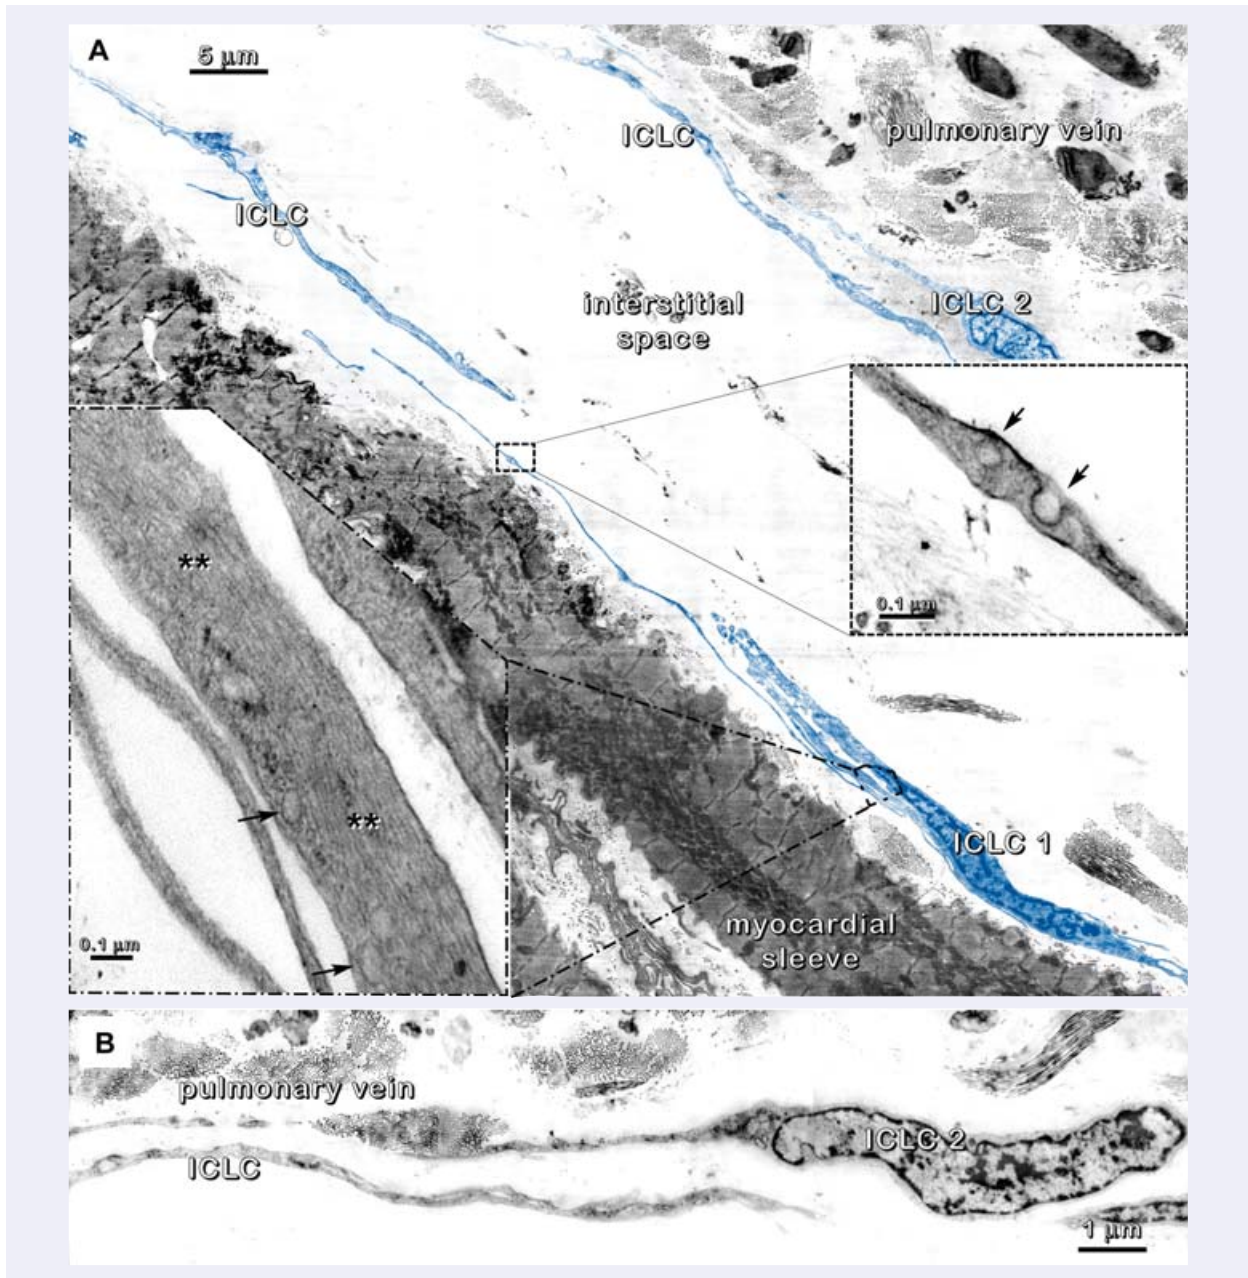 A
5 μm
ICLC
pulmonary vein
ICLC
interstitial
space
ICLC 2
**
0.1 μm
**
ICLC 1
myocardial
sleeve
0.1 μm
B
pulmonary vein
ICLC 2
ICLC
1 μm